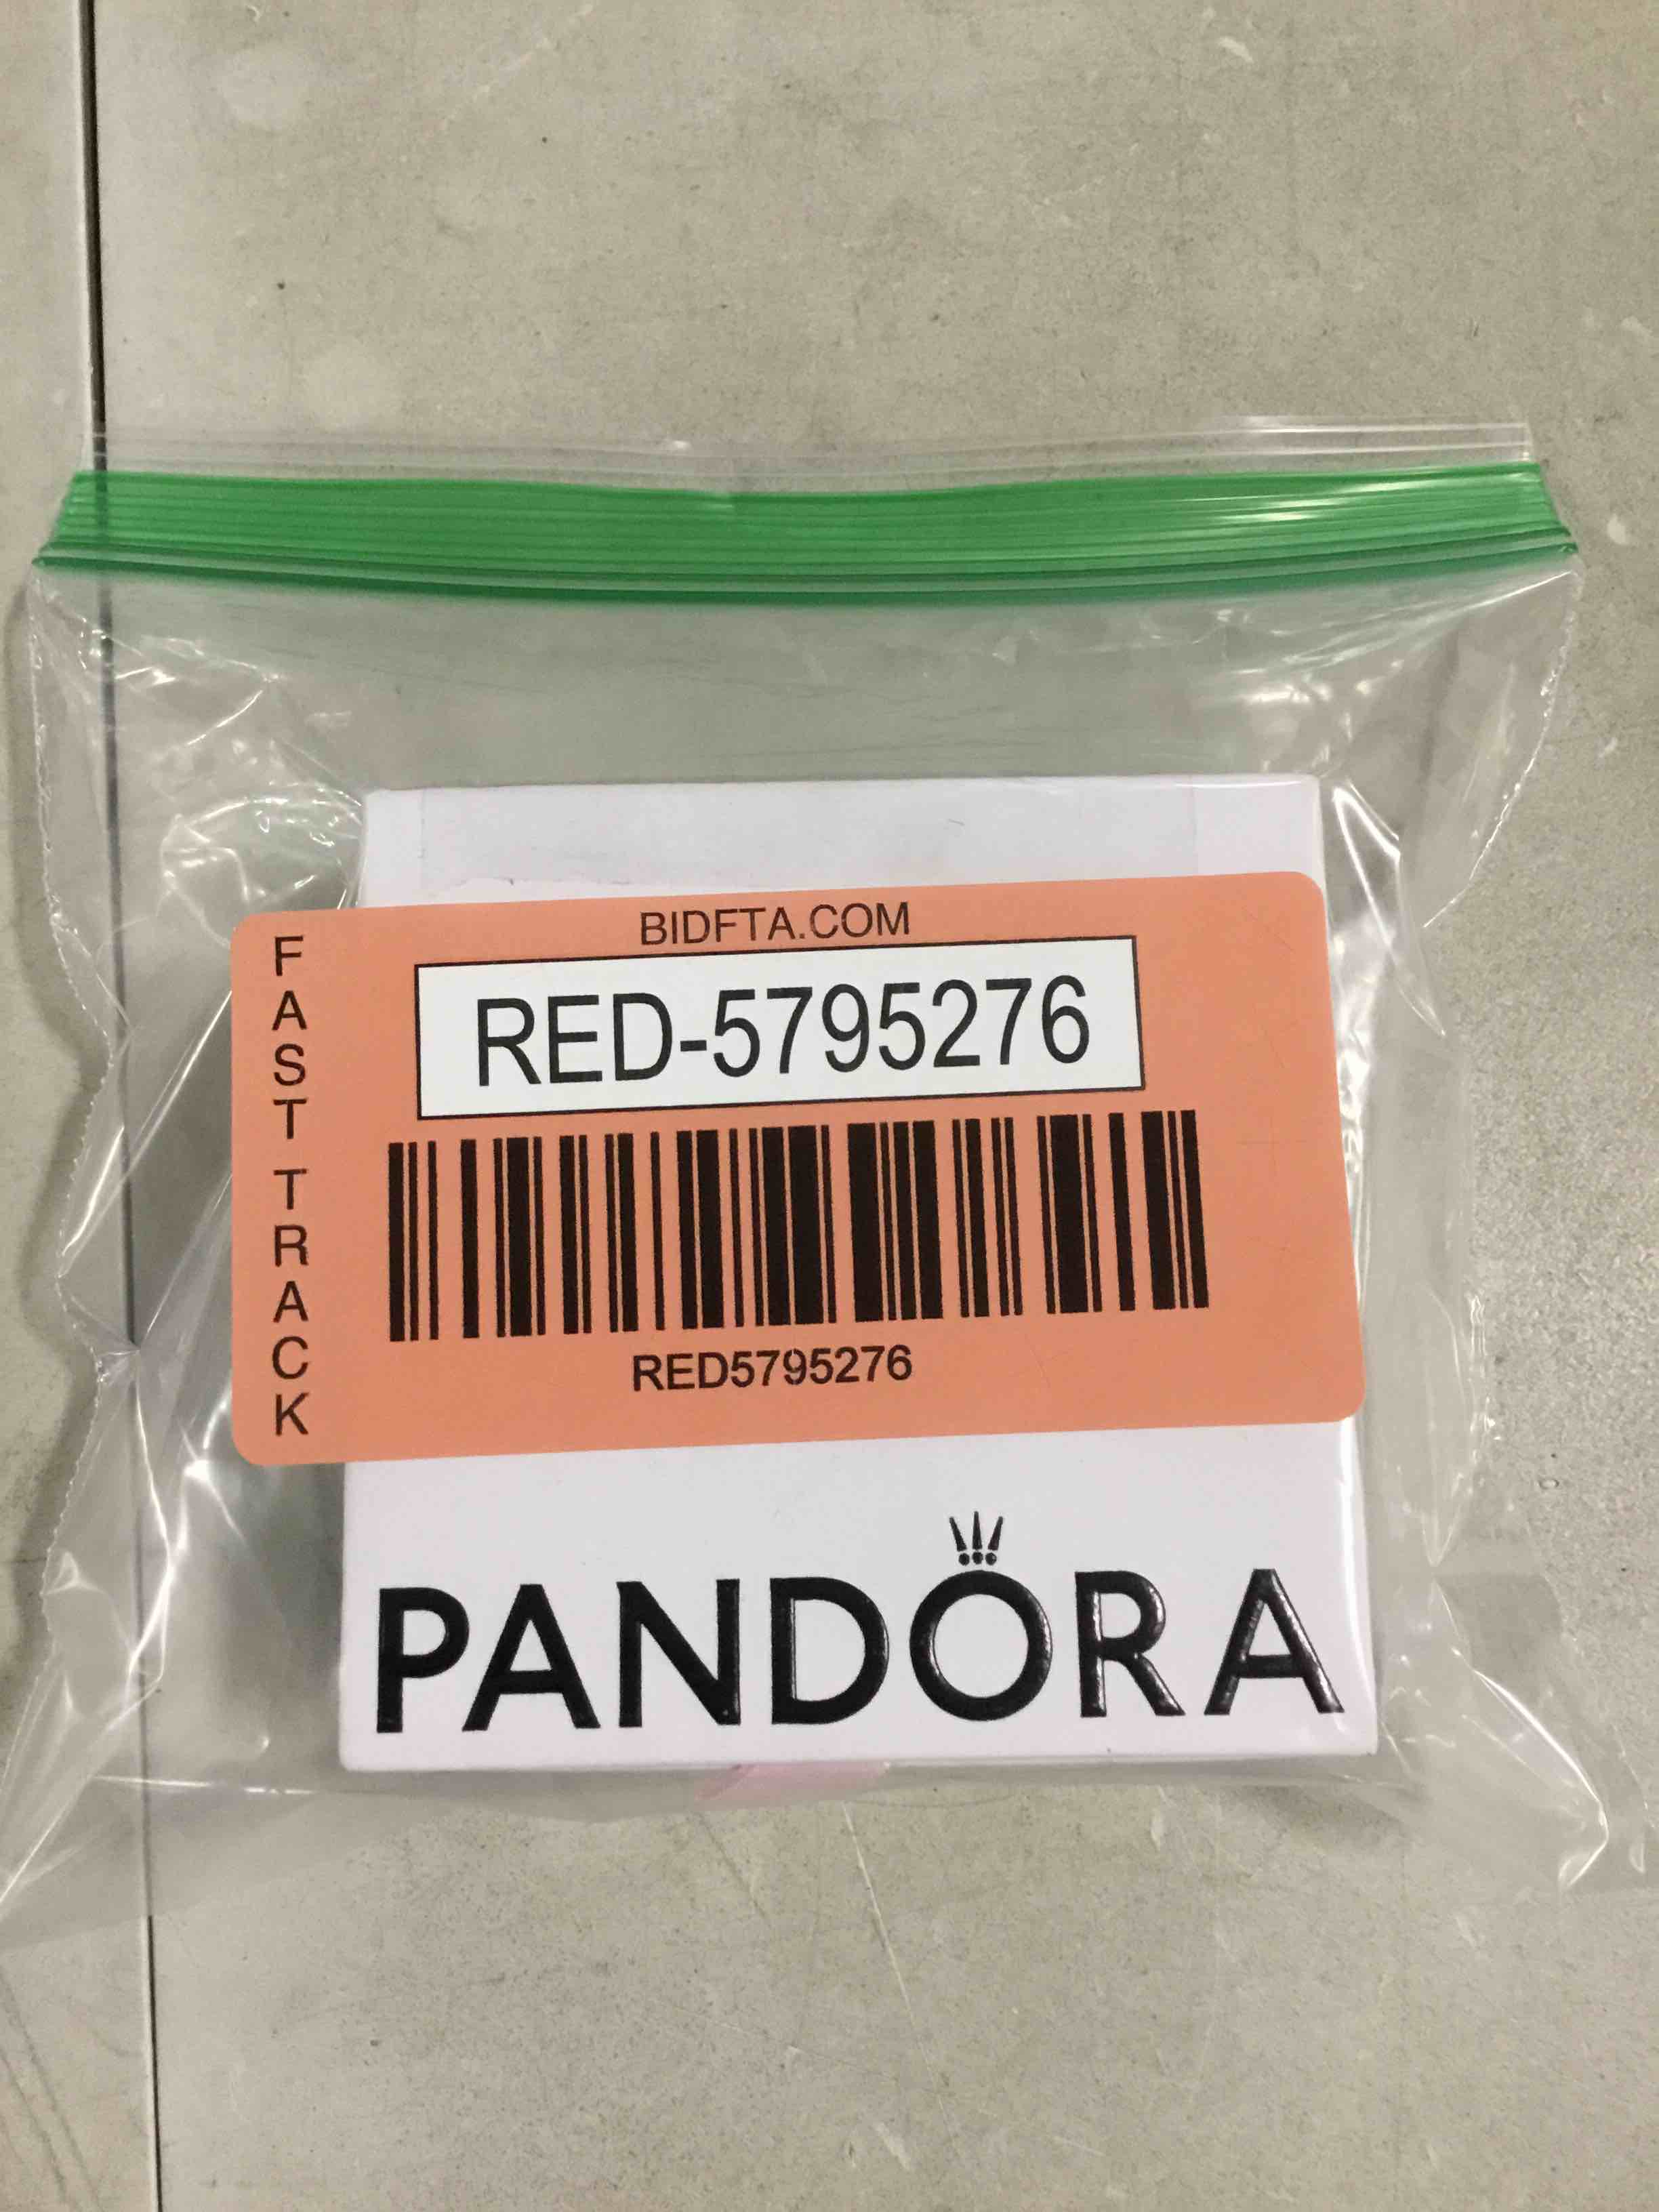 BIDFTA.COM
FAST TRACK
RED-5795276
RED5795276
PANDORA